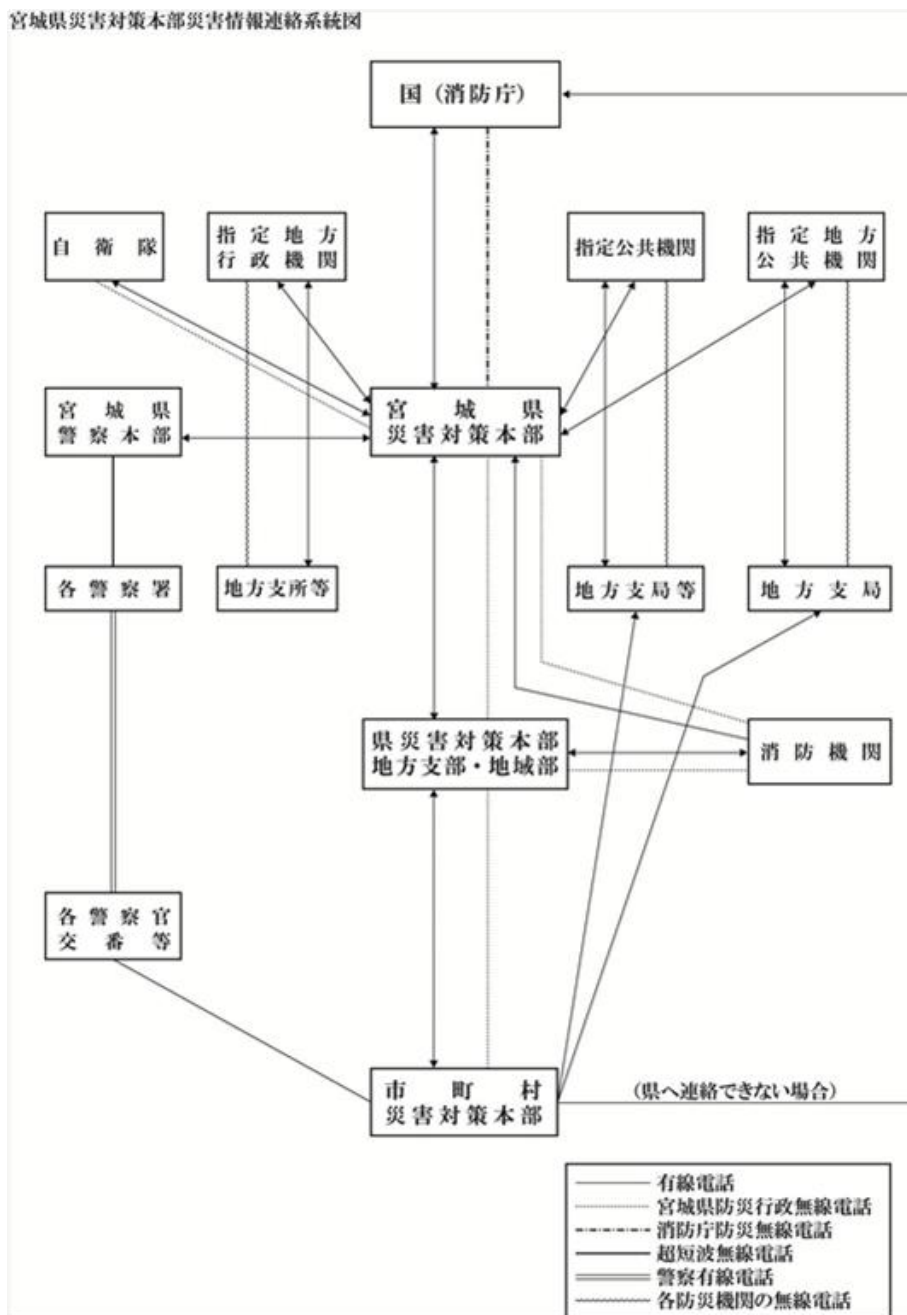 宮城県災害対策本部災害情報連絡系統図
国（消防庁）
自衛隊
指定地方
行政機関
指定公共機関
指定地方
公共機関
宮城県
警察本部
宮城県
災害対策本部
各警察署
地方支所等
地方支局等
地方支局
県災害対策本部
地方支部・地域部
消防機関
各警察官
交番等
市町村
災害対策本部
（県へ連絡できない場合）
有線電話
宮城県防災行政無線電話
消防庁防災無線電話
超短波無線電話
警察有線電話
各防災機関の無線電話